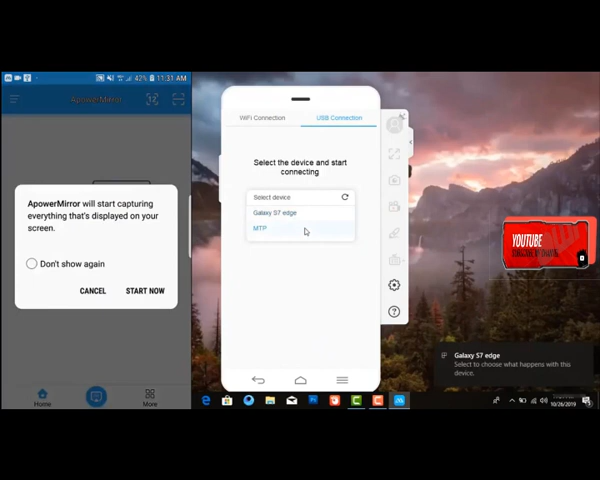 42% 11:31 AM
ApowerMirror
ApowerMirror will start capturing
everything that's displayed on your
screen.
Don't show again
CANCEL
START NOW
Home
More
WiFi Connection
USB Connection
Select the device and start
connecting
Select device
Galaxy S7 edge
MTP
YOUTUBE
Galaxy S7 edge
Select to choose what happens with this
device.
10/26/2019